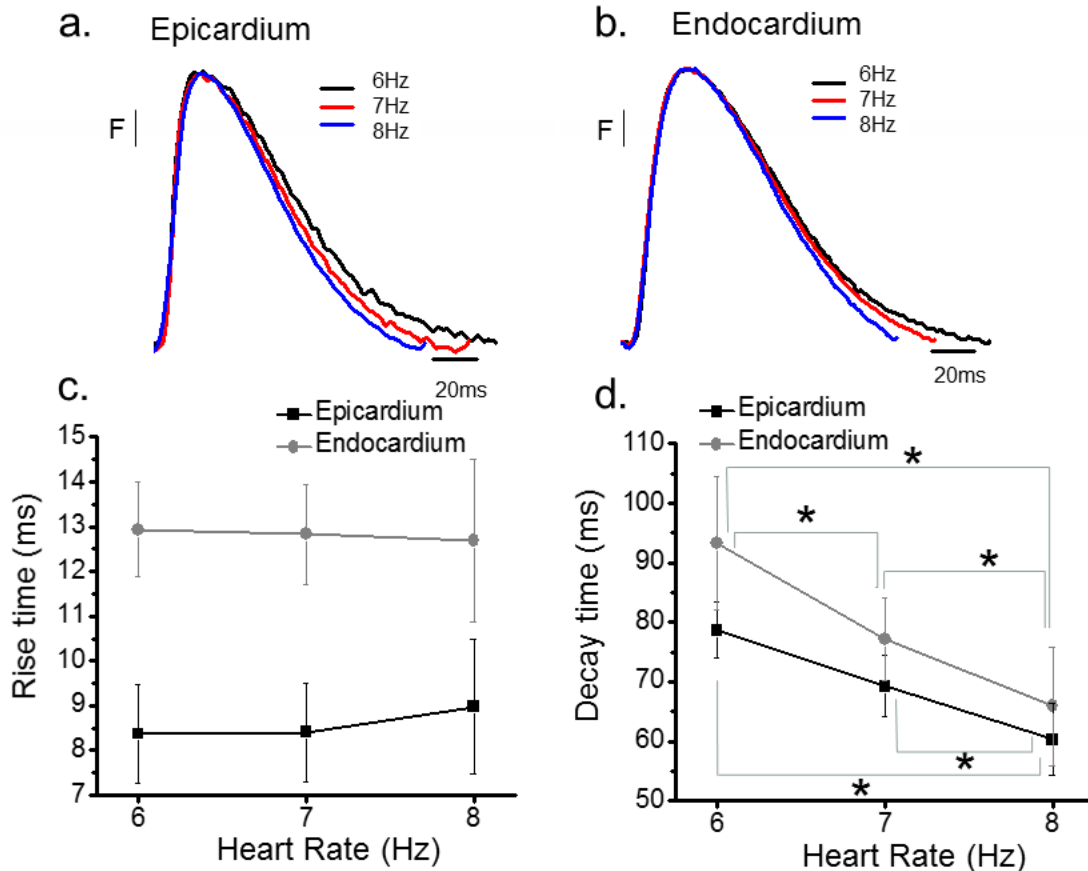 a. Epicardium
6Hz
7Hz
8Hz
F
20ms
b. Endocardium
6Hz
7Hz
8Hz
F
20ms
c.
Epicardium
Endocardium
15
14
13
12
11
10
9
8
7
Rise time (ms)
6 7 8
Heart Rate (Hz)
d.
Epicardium
Endocardium
110
100
90
80
70
60
50
Decay time (ms)
*
*
*
*
*
6 7 8
Heart Rate (Hz)